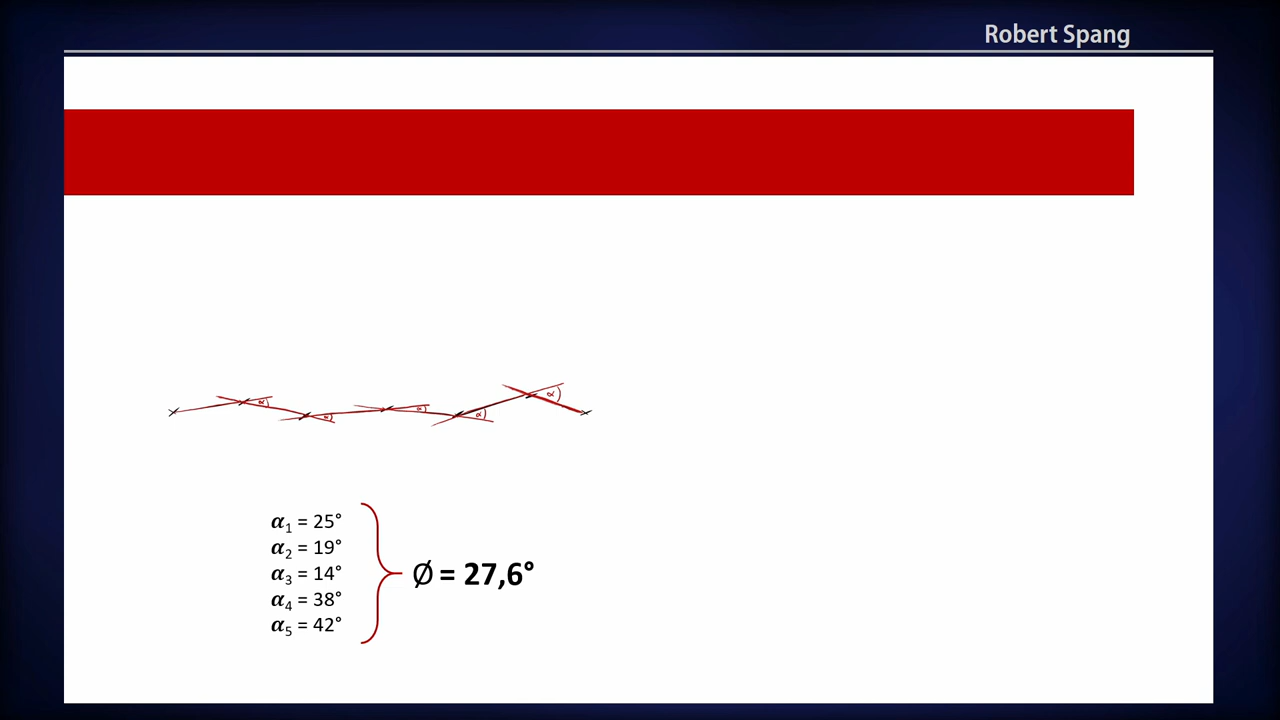 Robert Spang
α α α α α
α₁ = 25°
α₂ = 19°
α₃ = 14°
α₄ = 38°
α₅ = 42°
Ø = 27,6°